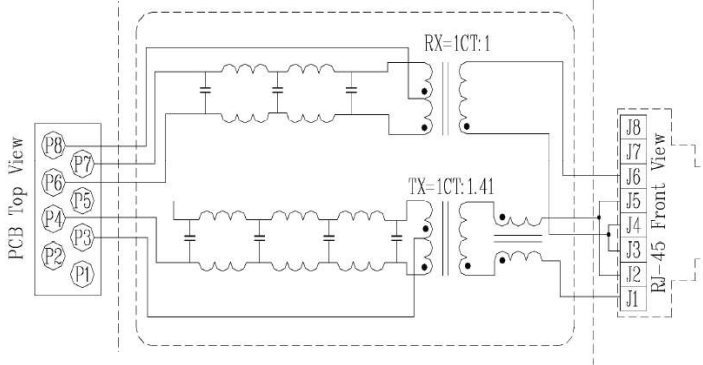 RX=1CT:1
PCB Top View
P8
P7
P6
P5
P4
P3
P2
P1
TX=1CT:1.41
J8
J7
J6
J5
J4
J3
J2
J1
RJ-45 Front View